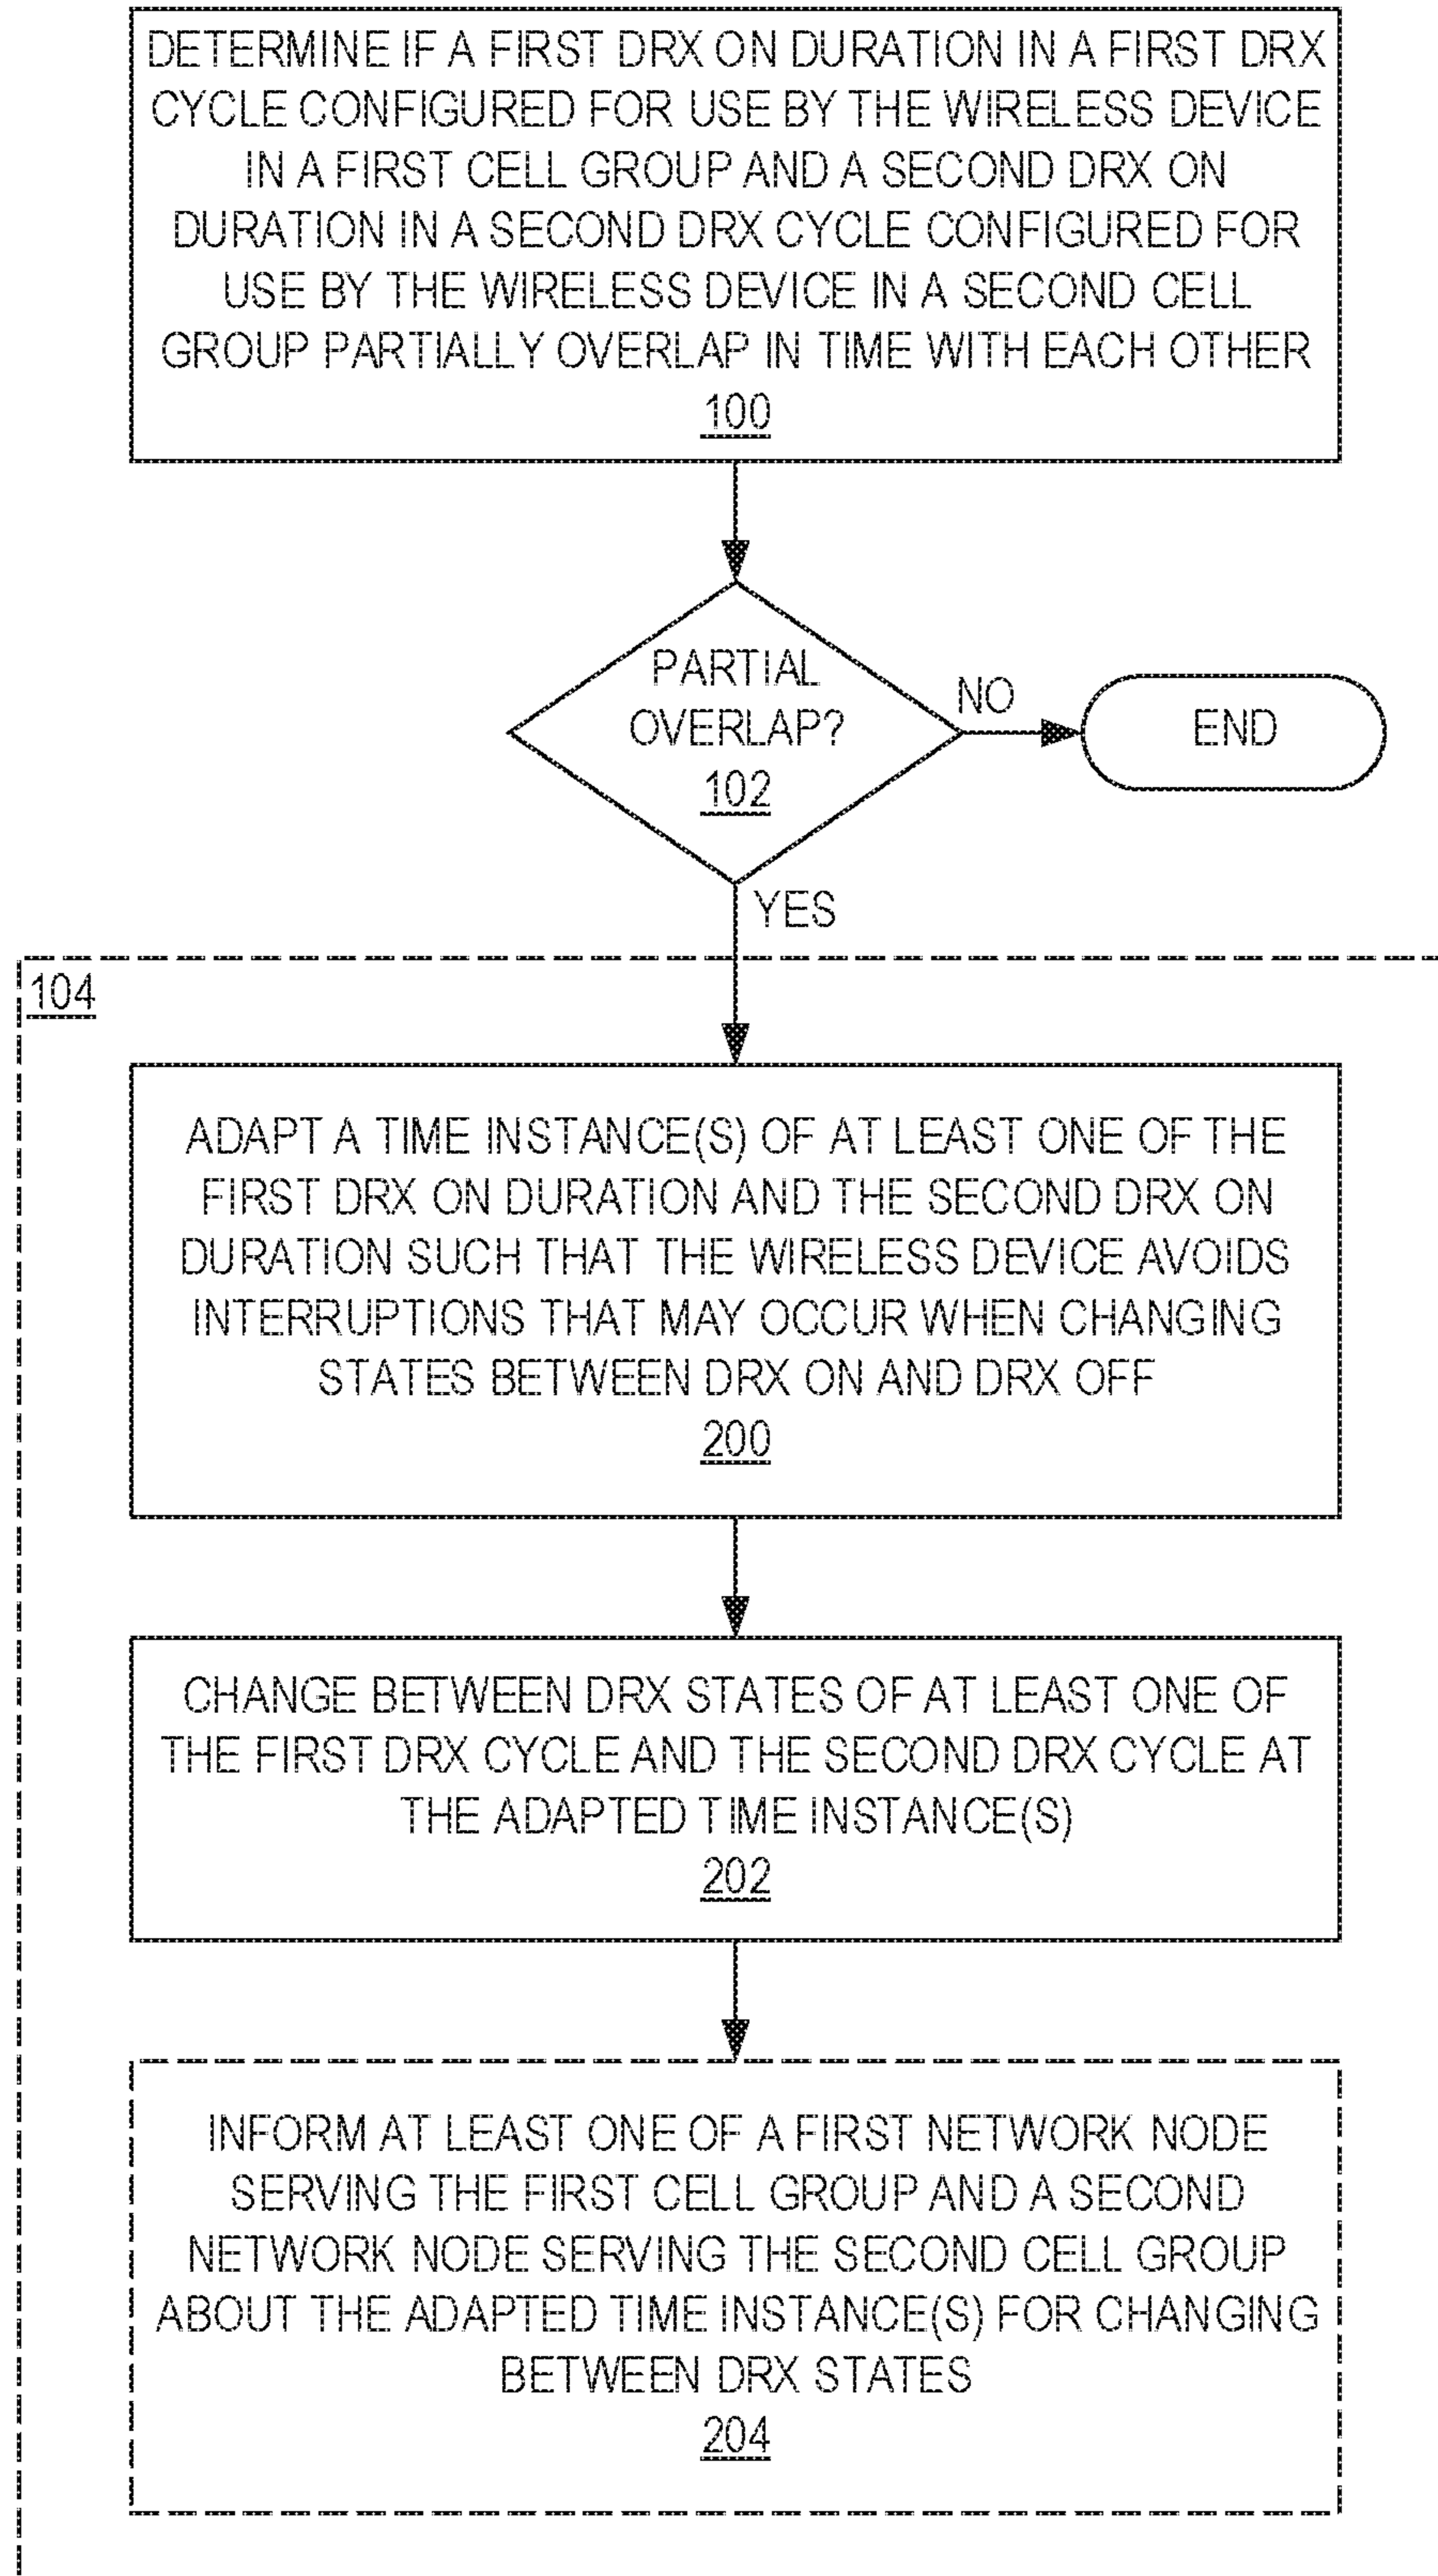 DETERMINE IF A FIRST DRX ON DURATION IN A FIRST DRX
CYCLE CONFIGURED FOR USE BY THE WIRELESS DEVICE
IN A FIRST CELL GROUP AND A SECOND DRX ON
DURATION IN A SECOND DRX CYCLE CONFIGURED FOR
USE BY THE WIRELESS DEVICE IN A SECOND CELL
GROUP PARTIALLY OVERLAP IN TIME WITH EACH OTHER
100
PARTIAL
OVERLAP?
102
NO
END
YES
104
ADAPT A TIME INSTANCE(S) OF AT LEAST ONE OF THE
FIRST DRX ON DURATION AND THE SECOND DRX ON
DURATION SUCH THAT THE WIRELESS DEVICE AVOIDS
INTERRUPTIONS THAT MAY OCCUR WHEN CHANGING
STATES BETWEEN DRX ON AND DRX OFF
200
CHANGE BETWEEN DRX STATES OF AT LEAST ONE OF
THE FIRST DRX CYCLE AND THE SECOND DRX CYCLE AT
THE ADAPTED TIME INSTANCE(S)
202
INFORM AT LEAST ONE OF A FIRST NETWORK NODE
SERVING THE FIRST CELL GROUP AND A SECOND
NETWORK NODE SERVING THE SECOND CELL GROUP
ABOUT THE ADAPTED TIME INSTANCE(S) FOR CHANGING
BETWEEN DRX STATES
204